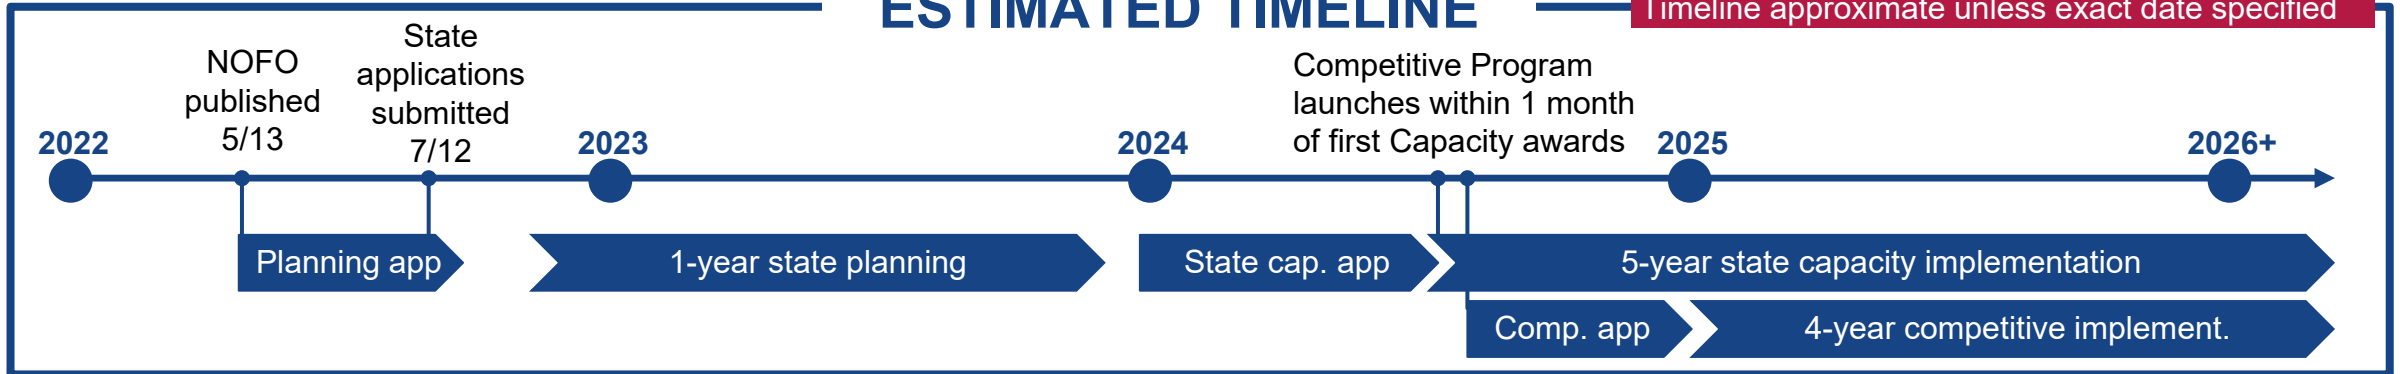 ESTIMATED TIMELINE
Timeline approximate unless exact date specified
NOFO
published
5/13
State
applications
submitted
7/12
Competitive Program
launches within 1 month
of first Capacity awards
2022
2023
2024
2025
2026+
Planning app
1-year state planning
State cap. app
5-year state capacity implementation
Comp. app
4-year competitive implement.